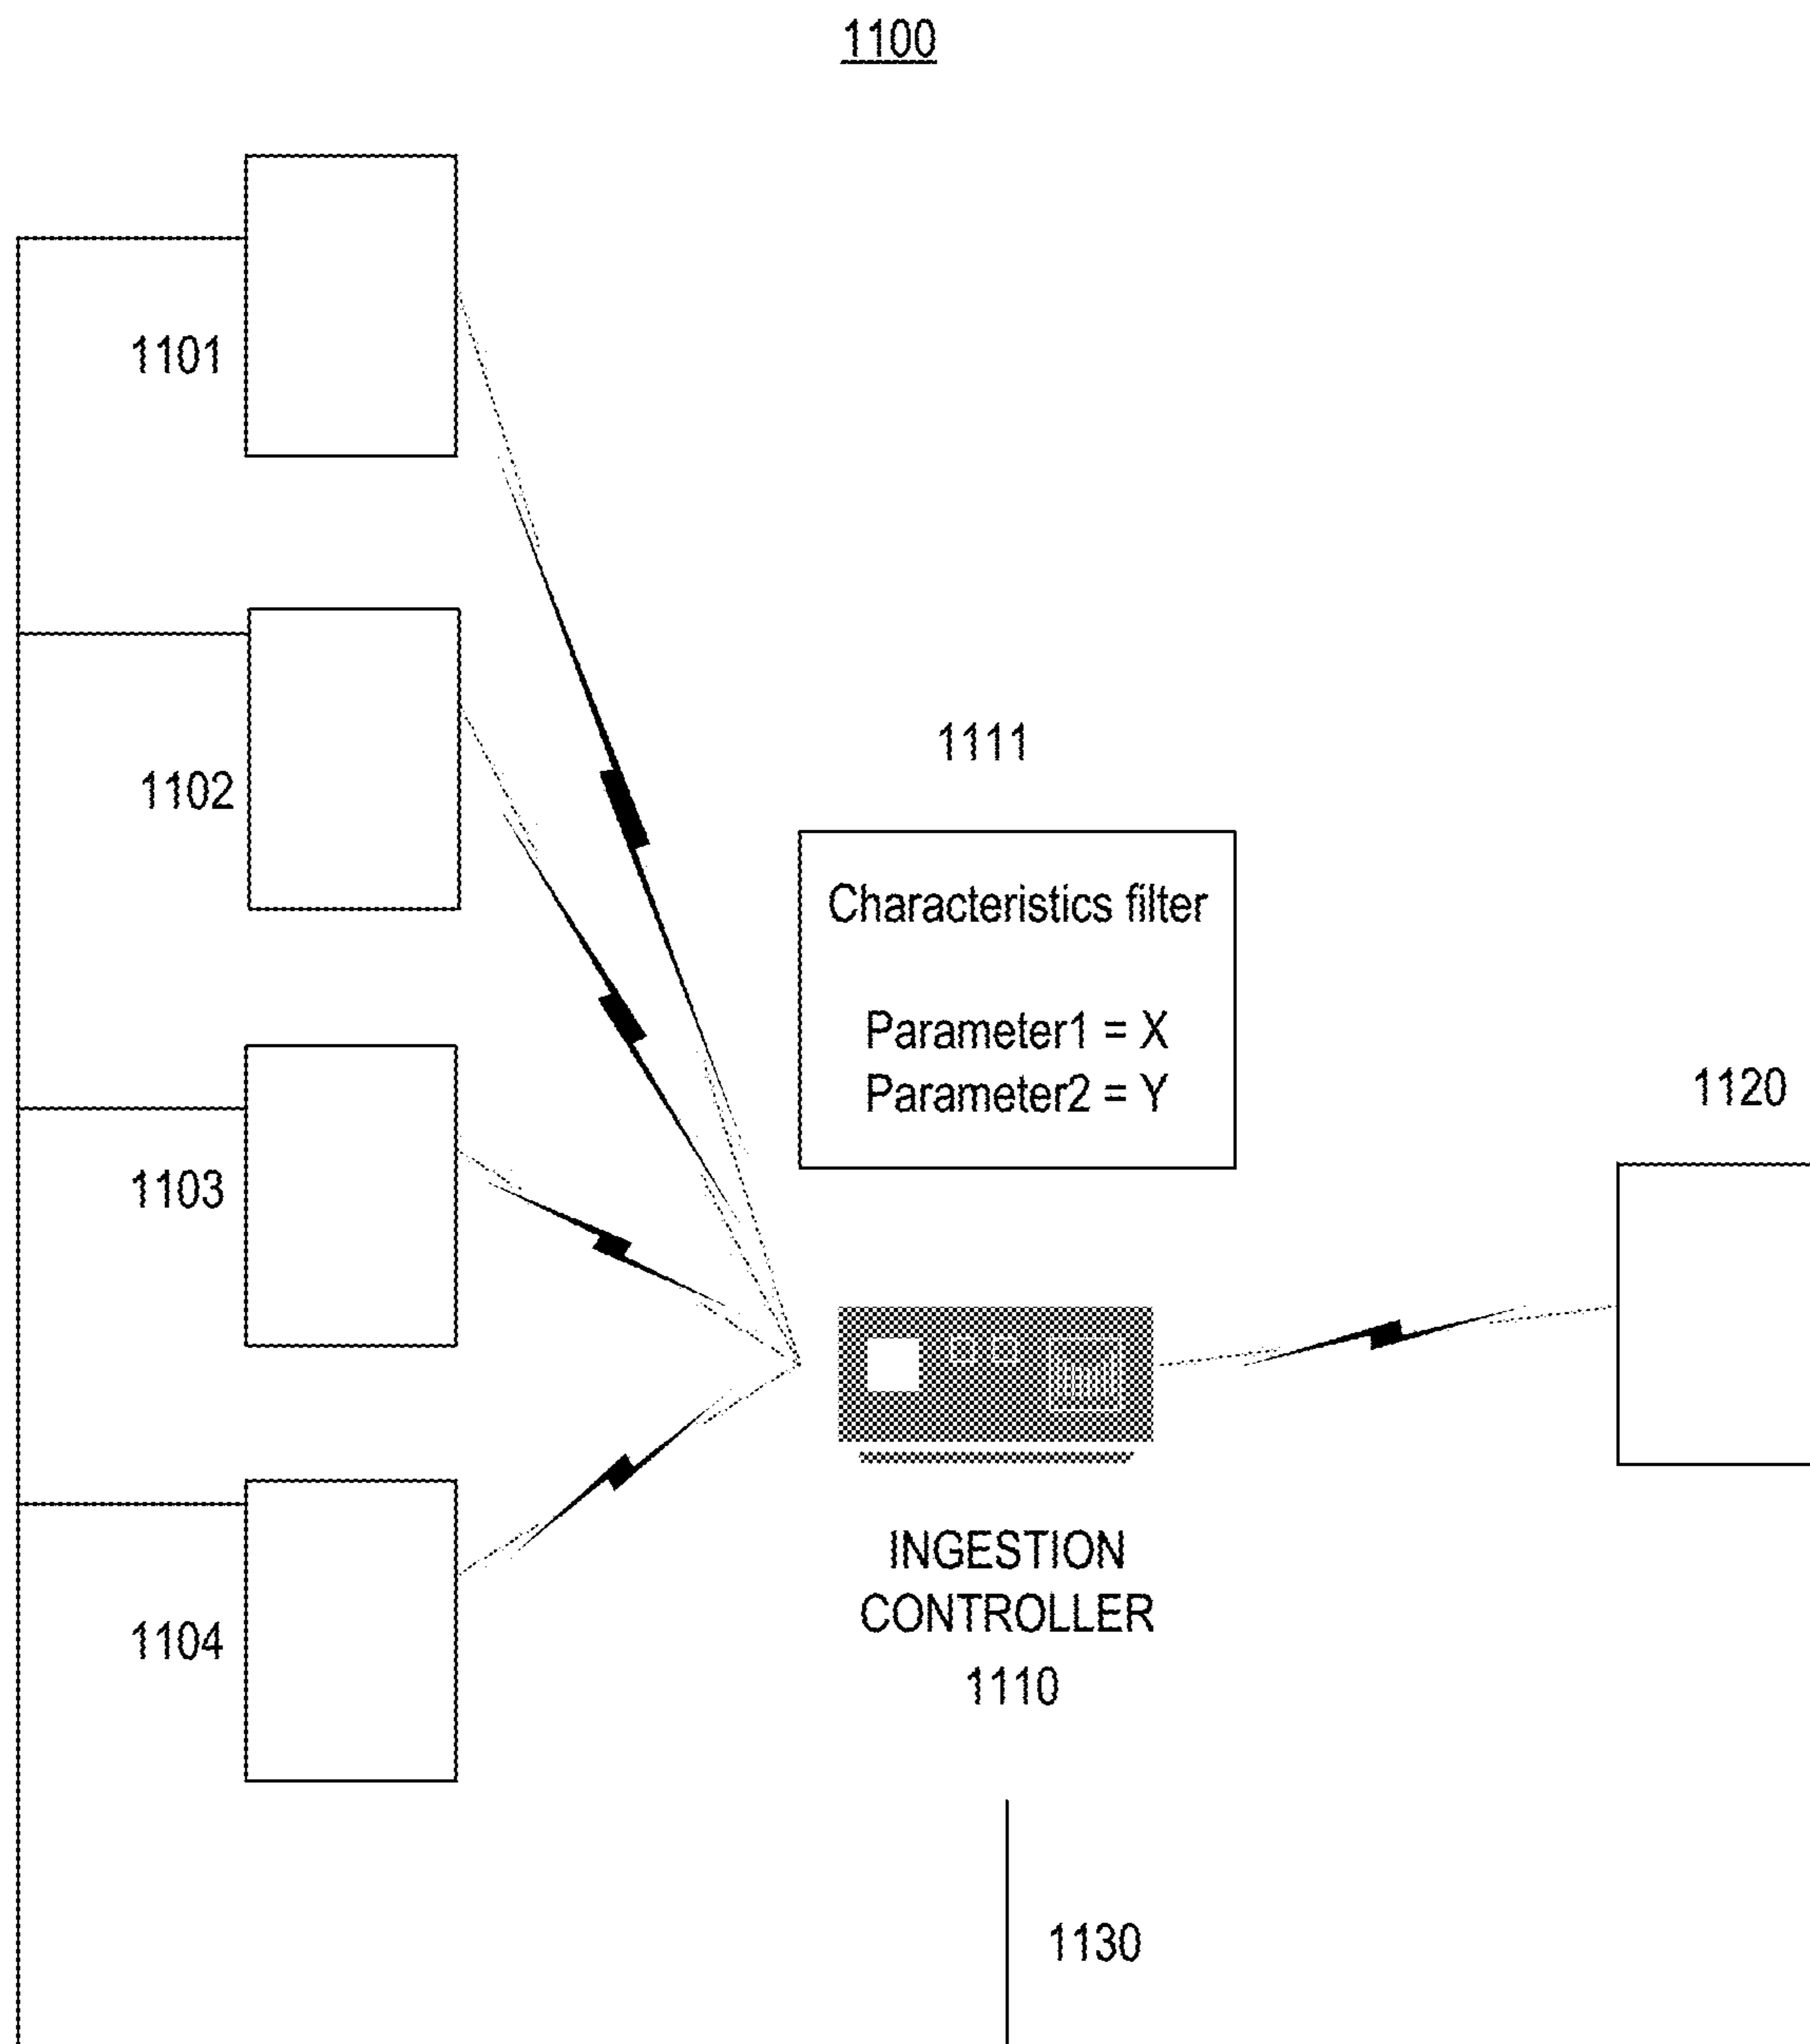 1100
1101
1102
1111
Characteristics filter
Parameter1 = X
Parameter2 = Y
1120
1103
INGESTION
CONTROLLER
1110
1104
1130